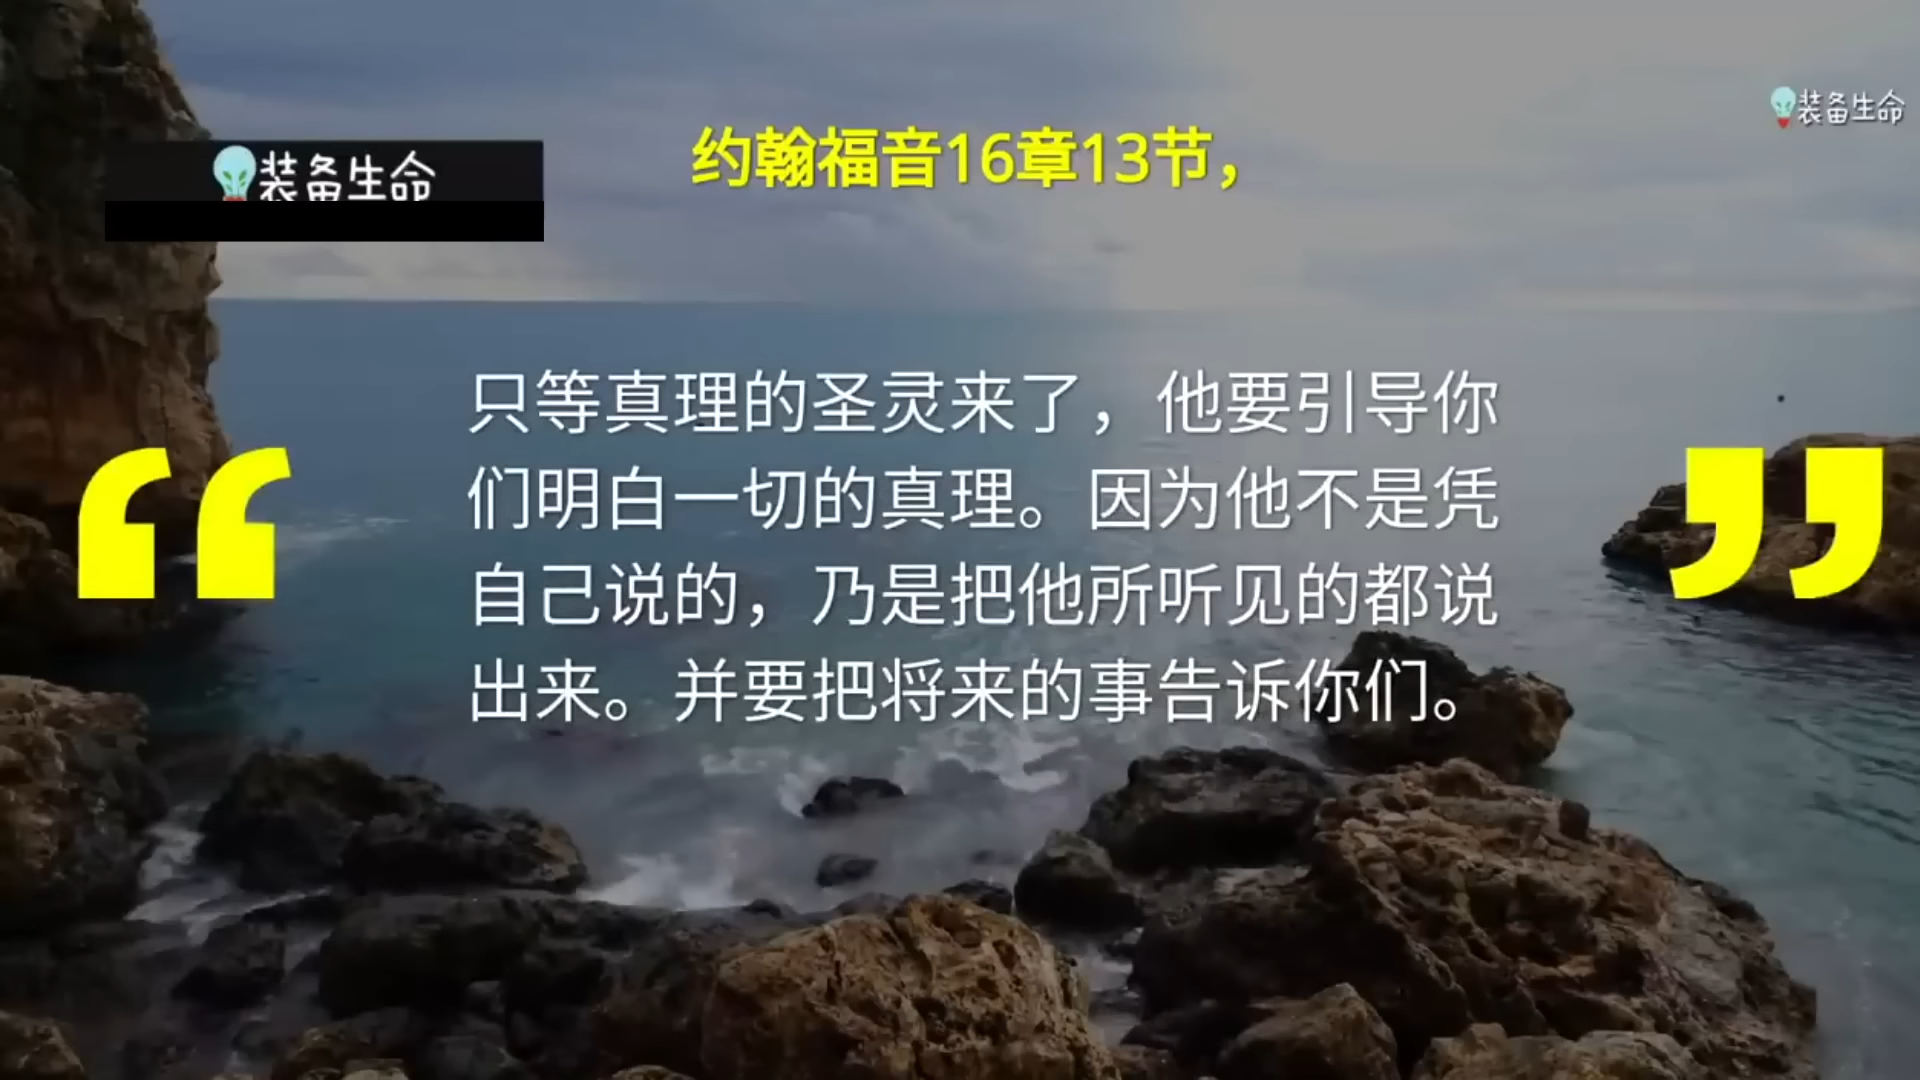 装备生命
约翰福音16章13节，
装备生命
“
只等真理的圣灵来了，他要引导你
们明白一切的真理。因为他不是凭
自己说的，乃是把他所听见的都说
出来。并要把将来的事告诉你们。
”